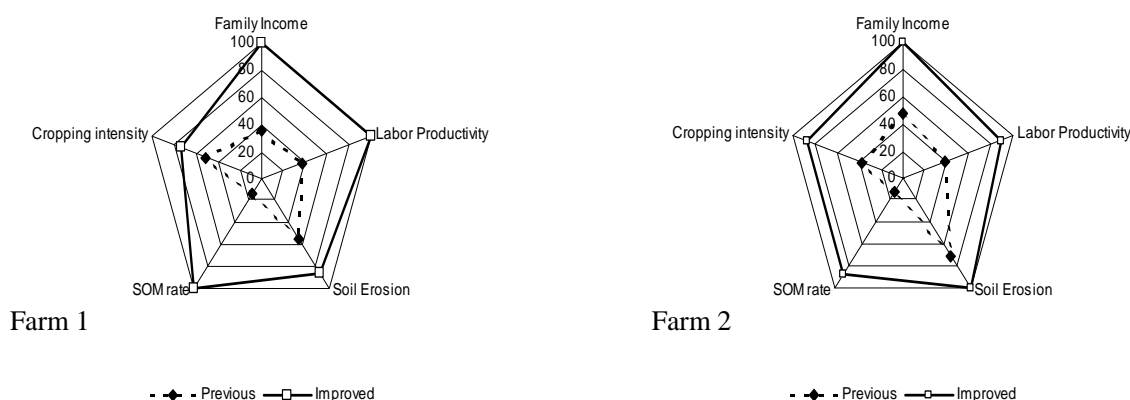 Family Income
100
80
60
40
20
0
Cropping intensity
Labor Productivity
SOM rate
Soil Erosion
Farm 1
Previous
Improved
Family Income
100
80
60
40
20
0
Cropping intensity
Labor Productivity
SOM rate
Soil Erosion
Farm 2
Previous
Improved